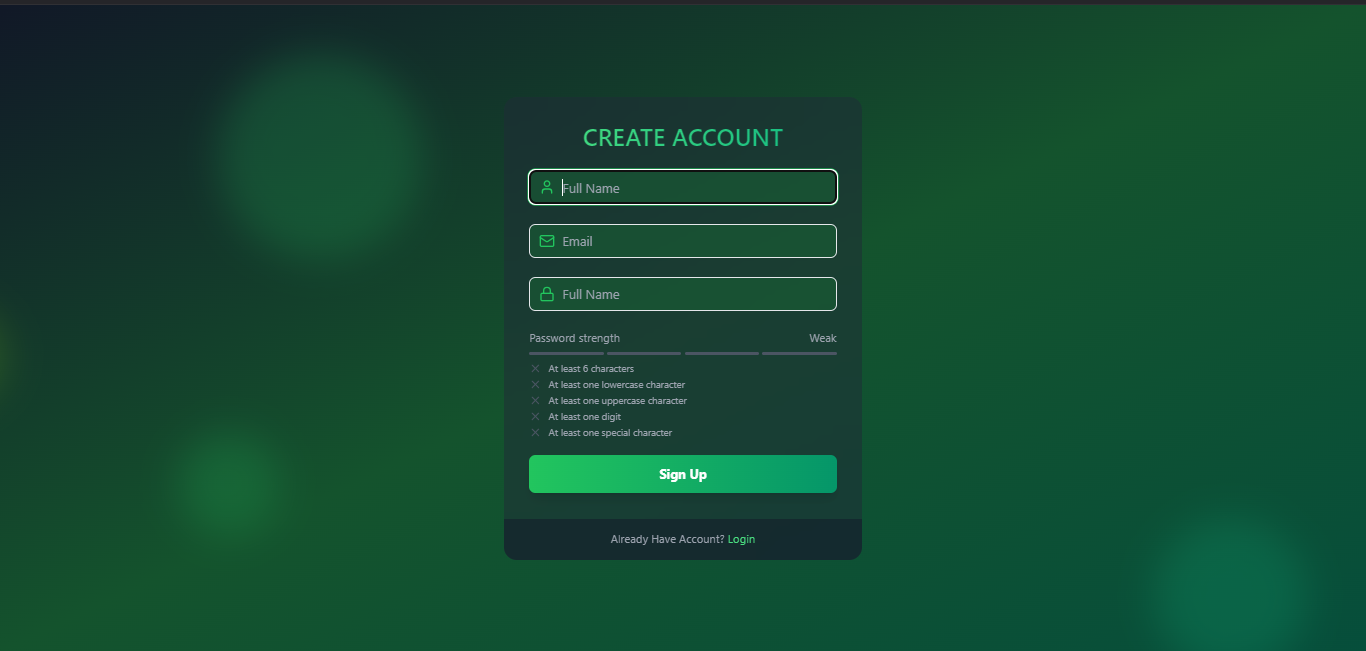 CREATE ACCOUNT
Full Name
Email
Full Name
Password strength Weak
At least 6 characters
At least one lowercase character
At least one uppercase character
At least one digit
At least one special character
Sign Up
Already Have Account? Login